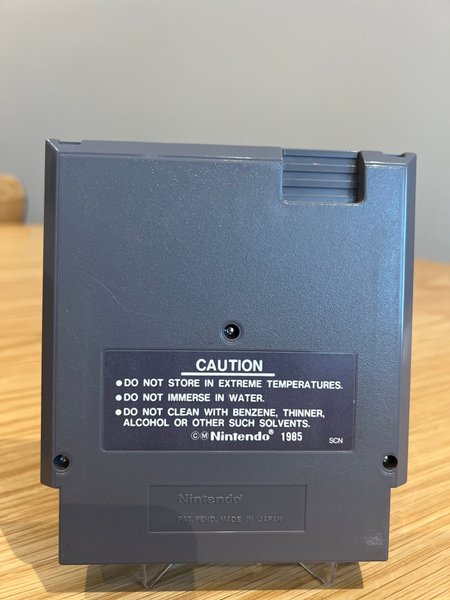 CAUTION
●DO NOT STORE IN EXTREME TEMPERATURES.
●DO NOT IMMERSE IN WATER.
●DO NOT CLEAN WITH BENZENE, THINNER,
ALCOHOL OR OTHER SUCH SOLVENTS.
©Ⓜ Nintendo® 1985 SCN
Nintendo®
PAT. PEND. MADE IN JAPAN